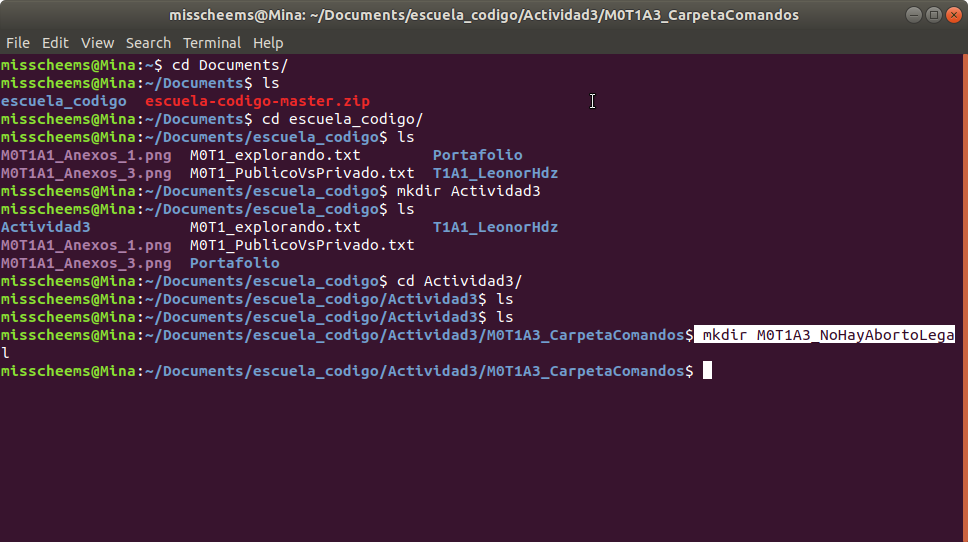 misscheems@Mina: ~/Documents/escuela_codigo/Actividad3/M0T1A3_CarpetaComandos
File Edit View Search Terminal Help
misscheems@Mina:~$ cd Documents/
misscheems@Mina:~/Documents$ ls
escuela_codigo  escuela-codigo-master.zip
misscheems@Mina:~/Documents$ cd escuela_codigo/
misscheems@Mina:~/Documents/escuela_codigo$ ls
M0T1A1_Anexos_1.png  M0T1_explorando.txt        Portafolio
M0T1A1_Anexos_3.png  M0T1_PublicoVsPrivado.txt  T1A1_LeonorHdz
misscheems@Mina:~/Documents/escuela_codigo$ mkdir Actividad3
misscheems@Mina:~/Documents/escuela_codigo$ ls
Actividad3           M0T1_explorando.txt        T1A1_LeonorHdz
M0T1A1_Anexos_1.png  M0T1_PublicoVsPrivado.txt
M0T1A1_Anexos_3.png  Portafolio
misscheems@Mina:~/Documents/escuela_codigo$ cd Actividad3/
misscheems@Mina:~/Documents/escuela_codigo/Actividad3$ ls
misscheems@Mina:~/Documents/escuela_codigo/Actividad3$ ls
misscheems@Mina:~/Documents/escuela_codigo/Actividad3/M0T1A3_CarpetaComandos$ mkdir M0T1A3_NoHayAbortoLega
l
misscheems@Mina:~/Documents/escuela_codigo/Actividad3/M0T1A3_CarpetaComandos$